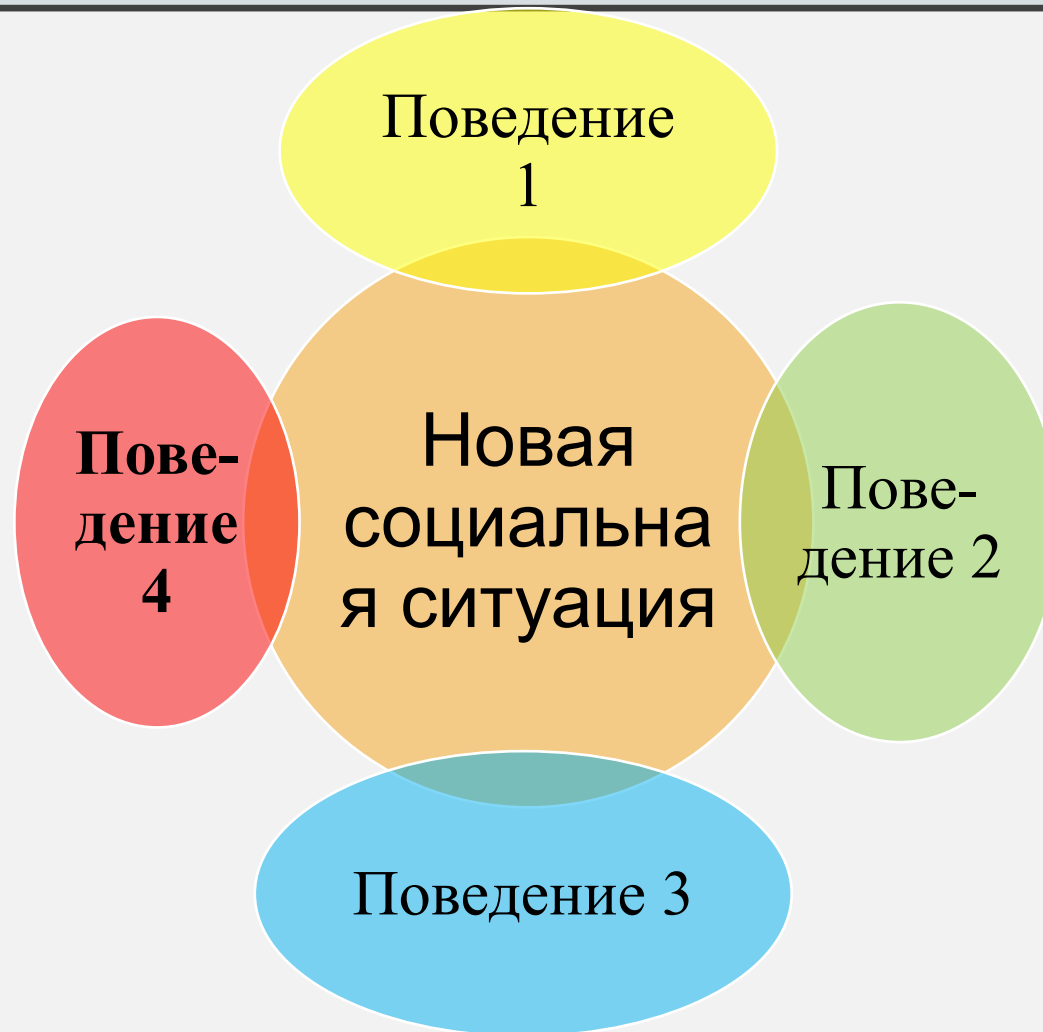 Поведение
1
Пове-
дение
4
Новая
социальна
я ситуация
Пове-
дение 2
Поведение 3